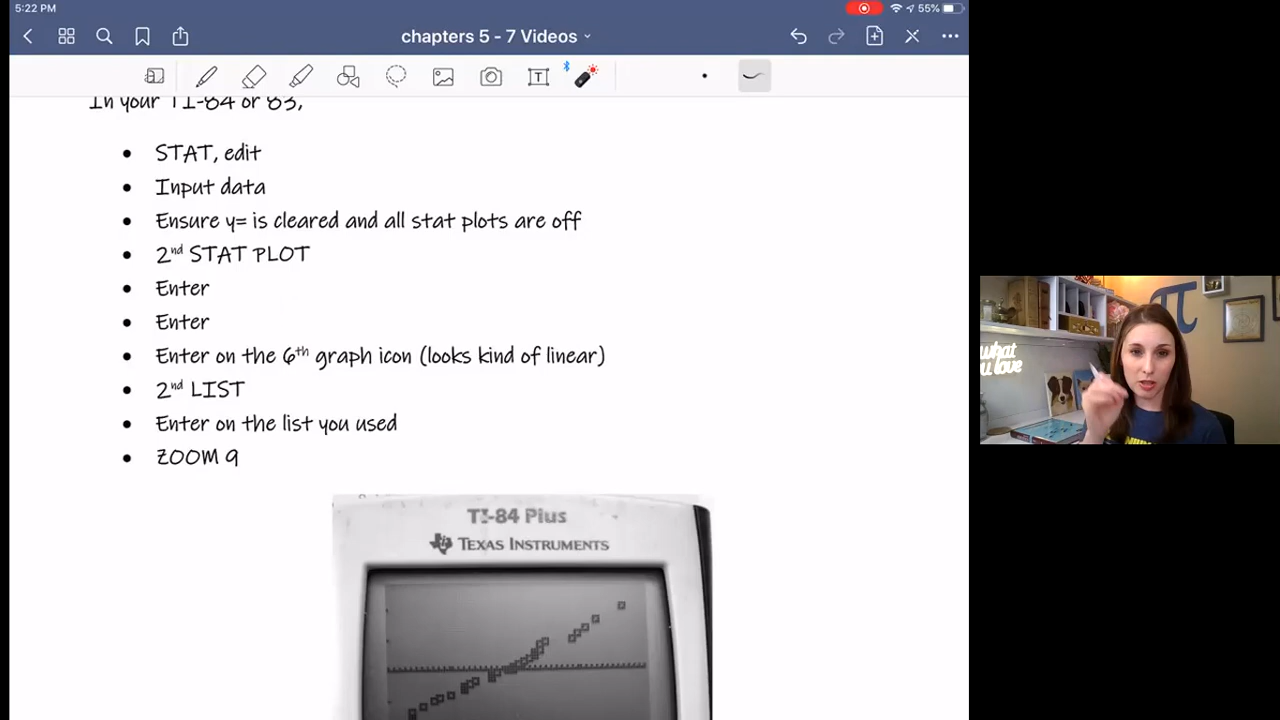 5:22 PM
55%
chapters 5 - 7 Videos
In your TI-84 or 83,
• STAT, edit
• Input data
• Ensure y= is cleared and all stat plots are off
• 2nd STAT PLOT
• Enter
• Enter
• Enter on the 6th graph icon (looks kind of linear)
• 2nd LIST
• Enter on the list you used
• ZOOM 9
TI-84 Plus
TEXAS INSTRUMENTS
what
u love